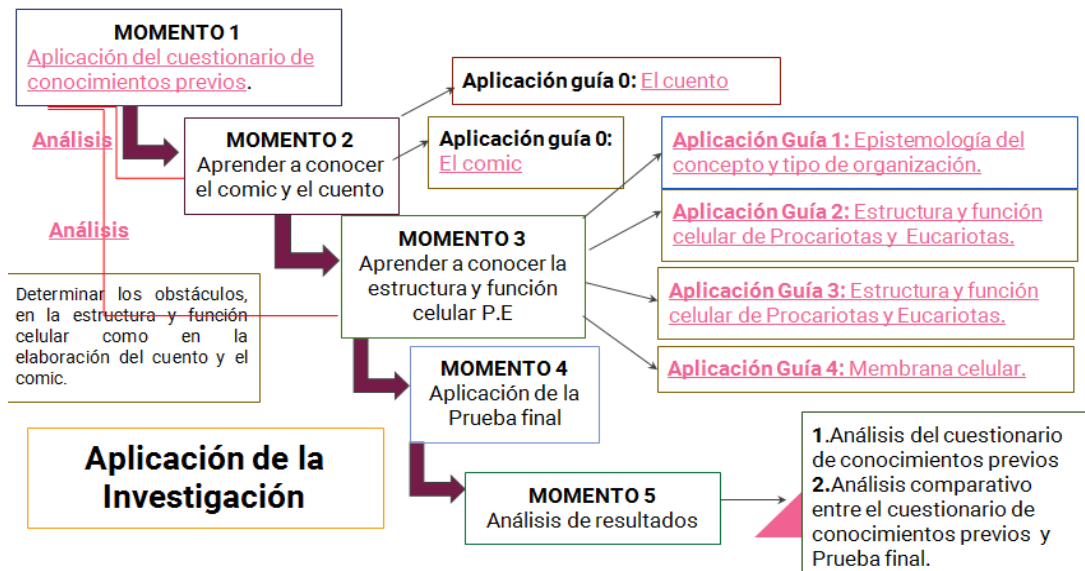 MOMENTO 1
Aplicación del cuestionario de
conocimientos previos.
Análisis
MOMENTO 2
Aprender a conocer
el comic y el cuento
Aplicación guía 0: El cuento
Aplicación guía 0:
El comic
Análisis
MOMENTO 3
Aprender a conocer la
estructura y función
celular P.E
Aplicación Guía 1: Epistemología del
concepto y tipo de organización.
Aplicación Guía 2: Estructura y función
celular de Procariotas y Eucariotas.
Aplicación Guía 3: Estructura y función
celular de Procariotas y Eucariotas.
Aplicación Guía 4: Membrana celular.
Determinar los obstáculos,
en la estructura y función
celular como en la
elaboración del cuento y el
comic.
MOMENTO 4
Aplicación de la
Prueba final
Aplicación de la
Investigación
MOMENTO 5
Análisis de resultados
1.Análisis del cuestionario
de conocimientos previos
2.Análisis comparativo
entre el cuestionario de
conocimientos previos y
Prueba final.